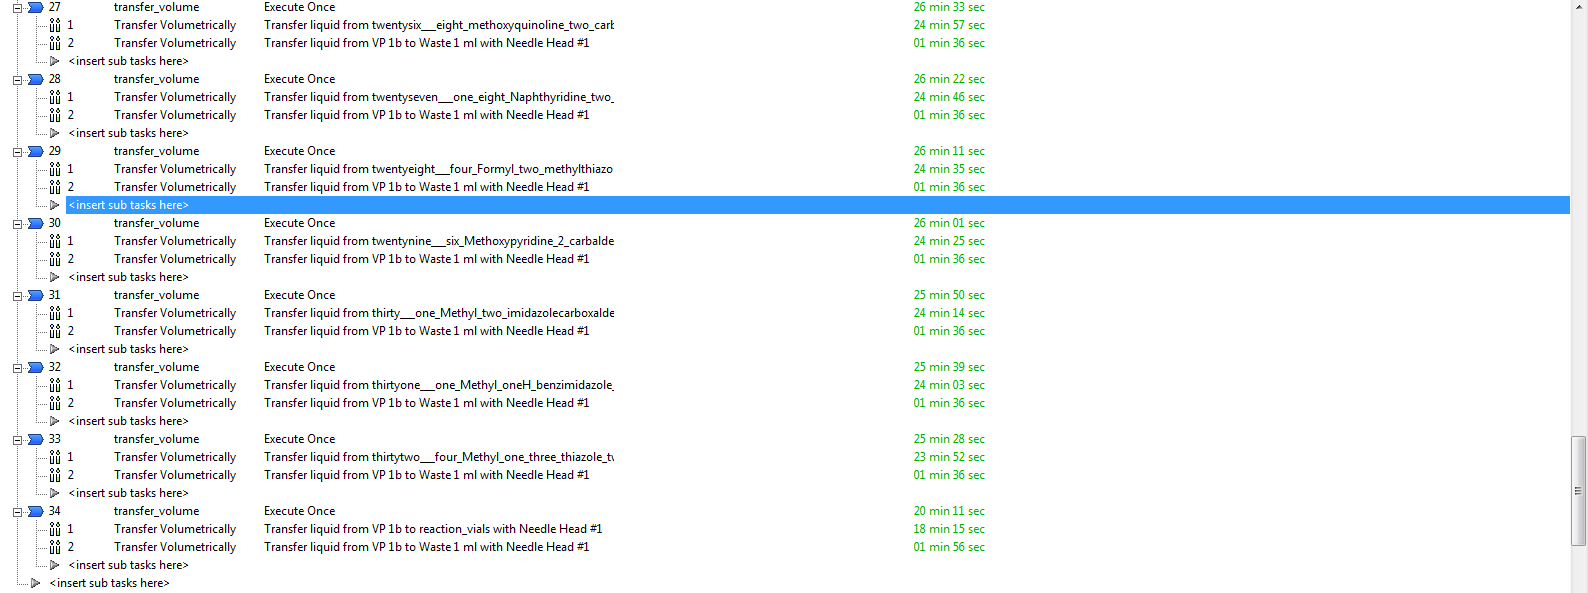 27 transfer_volume Execute Once 26 min 33 sec
1 Transfer Volumetrically Transfer liquid from twentysix___eight_methoxyquinoline_two_carb 24 min 57 sec
2 Transfer Volumetrically Transfer liquid from VP 1b to Waste 1 ml with Needle Head #1 01 min 36 sec
<insert sub tasks here>
28 transfer_volume Execute Once 26 min 22 sec
1 Transfer Volumetrically Transfer liquid from twentyseven___one_eight_Naphthyridine_two_ 24 min 46 sec
2 Transfer Volumetrically Transfer liquid from VP 1b to Waste 1 ml with Needle Head #1 01 min 36 sec
<insert sub tasks here>
29 transfer_volume Execute Once 26 min 11 sec
1 Transfer Volumetrically Transfer liquid from twentyeight___four_Formyl_two_methylthiazo 24 min 35 sec
2 Transfer Volumetrically Transfer liquid from VP 1b to Waste 1 ml with Needle Head #1 01 min 36 sec
<insert sub tasks here>
30 transfer_volume Execute Once 26 min 01 sec
1 Transfer Volumetrically Transfer liquid from twentynine___six_Methoxypyridine_2_carbalde 24 min 25 sec
2 Transfer Volumetrically Transfer liquid from VP 1b to Waste 1 ml with Needle Head #1 01 min 36 sec
<insert sub tasks here>
31 transfer_volume Execute Once 25 min 50 sec
1 Transfer Volumetrically Transfer liquid from thirty___one_Methyl_two_imidazolecarboxalde 24 min 14 sec
2 Transfer Volumetrically Transfer liquid from VP 1b to Waste 1 ml with Needle Head #1 01 min 36 sec
<insert sub tasks here>
32 transfer_volume Execute Once 25 min 39 sec
1 Transfer Volumetrically Transfer liquid from thirtyone___one_Methyl_oneH_benzimidazole_ 24 min 03 sec
2 Transfer Volumetrically Transfer liquid from VP 1b to Waste 1 ml with Needle Head #1 01 min 36 sec
<insert sub tasks here>
33 transfer_volume Execute Once 25 min 28 sec
1 Transfer Volumetrically Transfer liquid from thirtytwo___four_Methyl_one_three_thiazole_tw 23 min 52 sec
2 Transfer Volumetrically Transfer liquid from VP 1b to Waste 1 ml with Needle Head #1 01 min 36 sec
<insert sub tasks here>
34 transfer_volume Execute Once 20 min 11 sec
1 Transfer Volumetrically Transfer liquid from VP 1b to reaction_vials with Needle Head #1 18 min 15 sec
2 Transfer Volumetrically Transfer liquid from VP 1b to Waste 1 ml with Needle Head #1 01 min 56 sec
<insert sub tasks here>
<insert sub tasks here>